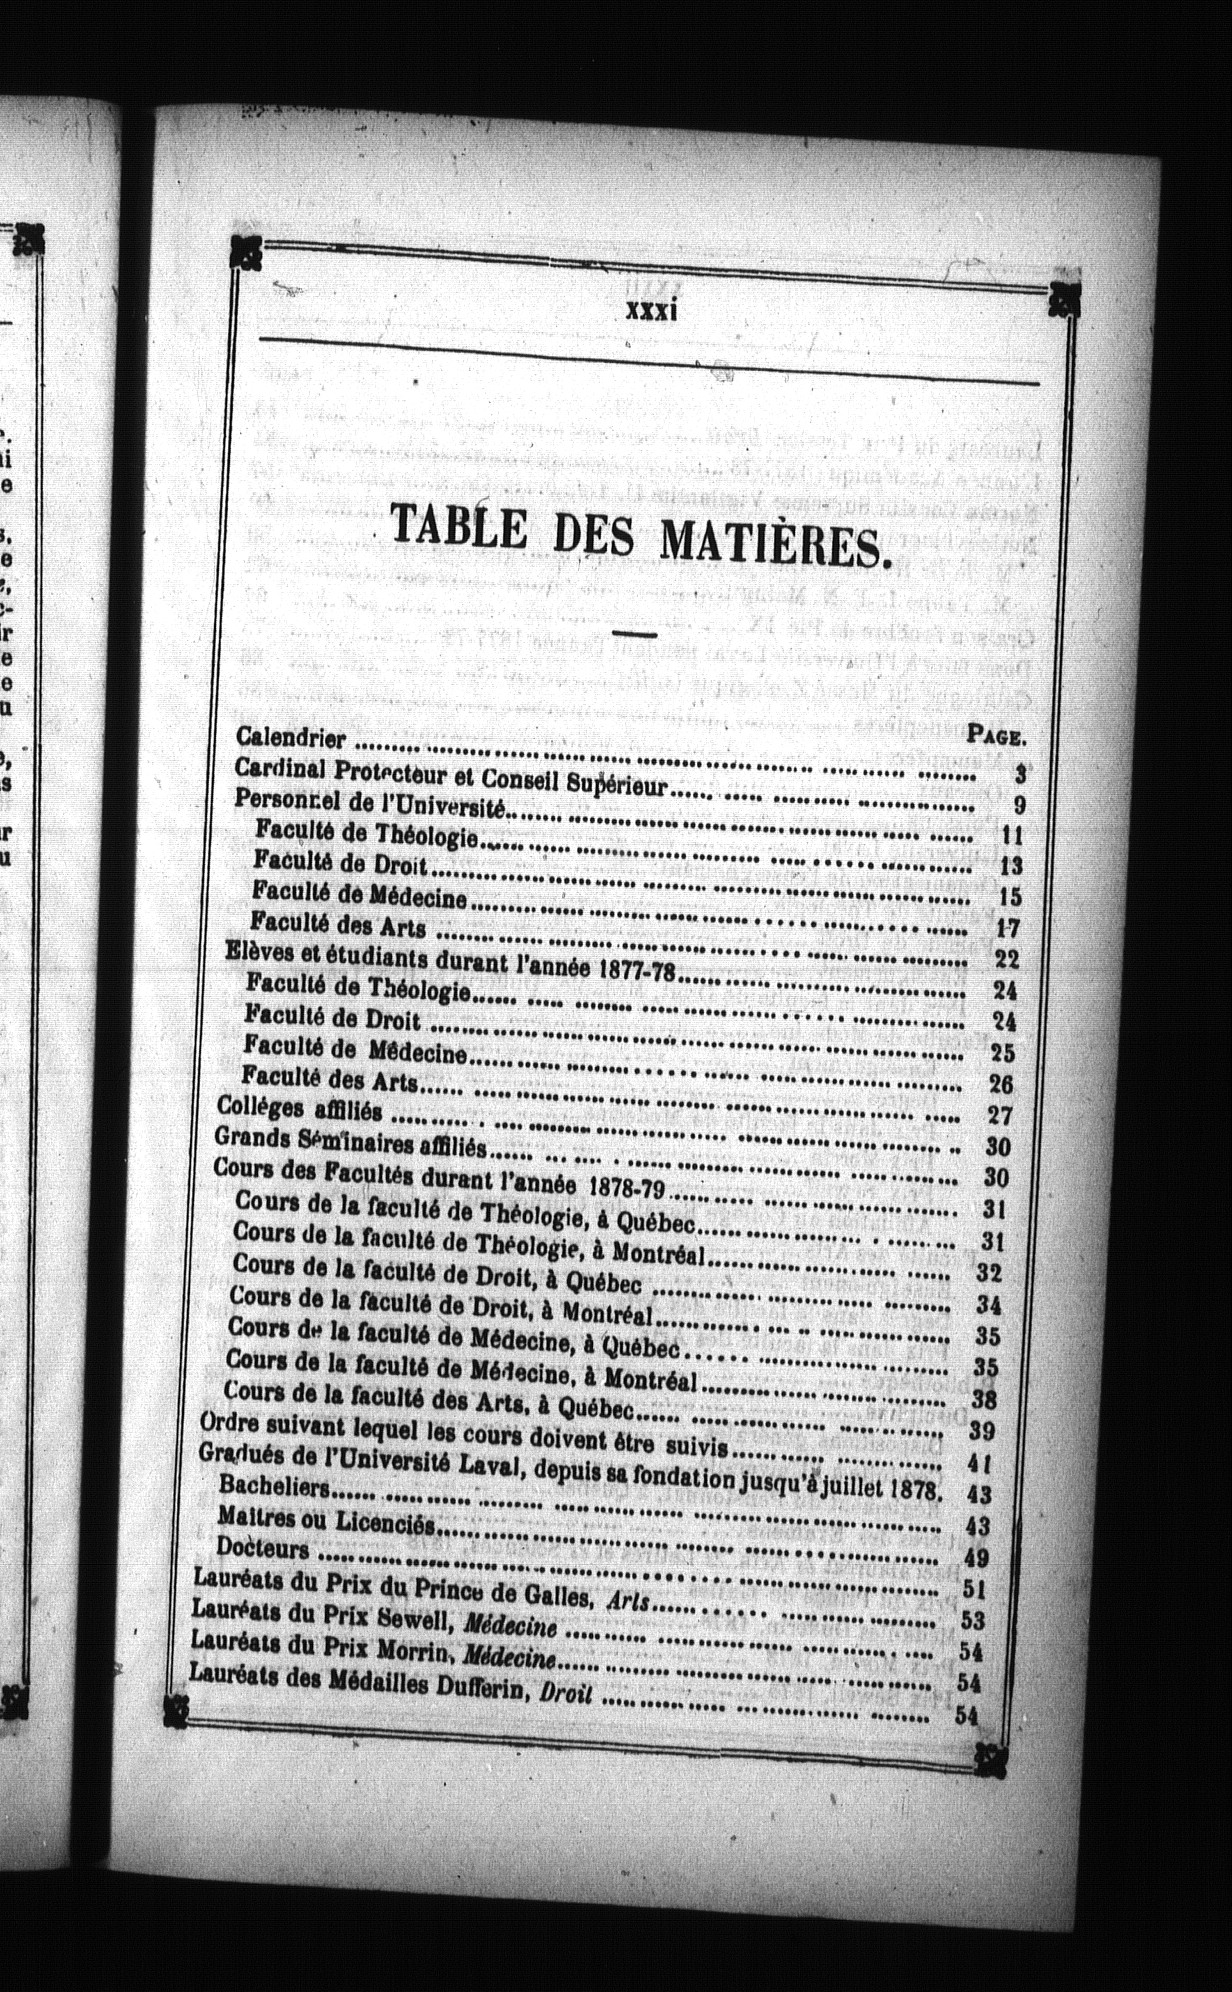 xxxi
TABLE DES MATIÈRES.
PAGE.
Calendrier 3
Cardinal Protecteur et Conseil Supérieur 9
Personnel de l'Université 11
Faculté de Théologie 13
Faculté de Droit 15
Faculté de Médecine 17
Faculté des Arts 22
Elèves et étudiants durant l'année 1877-78 24
Faculté de Théologie 24
Faculté de Droit 25
Faculté de Médecine 26
Faculté des Arts 27
Colléges affiliés 30
Grands Séminaires affiliés 30
Cours des Facultés durant l'année 1878-79 31
Cours de la faculté de Théologie, à Québec 31
Cours de la faculté de Théologie, à Montréal 32
Cours de la faculté de Droit, à Québec 34
Cours de la faculté de Droit, à Montréal 35
Cours de la faculté de Médecine, à Québec 35
Cours de la faculté de Médecine, à Montréal 38
Cours de la faculté des Arts, à Québec 39
Ordre suivant lequel les cours doivent être suivis 41
Gradués de l'Université Laval, depuis sa fondation jusqu'à juillet 1878. 43
Bacheliers 43
Maîtres ou Licenciés 49
Docteurs 51
Lauréats du Prix du Prince de Galles, Arts 53
Lauréats du Prix Sewell, Médecine 54
Lauréats du Prix Morrin, Médecine 54
Lauréats des Médailles Dufferin, Droit 54